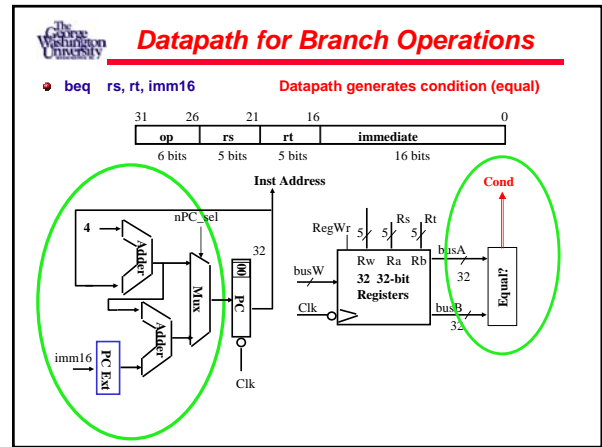 The
George
Washington
University
Datapath for Branch Operations
beq rs, rt, imm16 Datapath generates condition (equal)
31 26 21 16 0
op rs rt immediate
6 bits 5 bits 5 bits 16 bits
Inst Address
Cond
nPC_sel
4
Adder
32
00
PC
Mux
Adder
imm16
PC Ext
Clk
RegWr
5 5 5
Rs Rt
busW
Rw Ra Rb
32 32-bit
Registers
Clk
busA
32
busB
32
Equal?